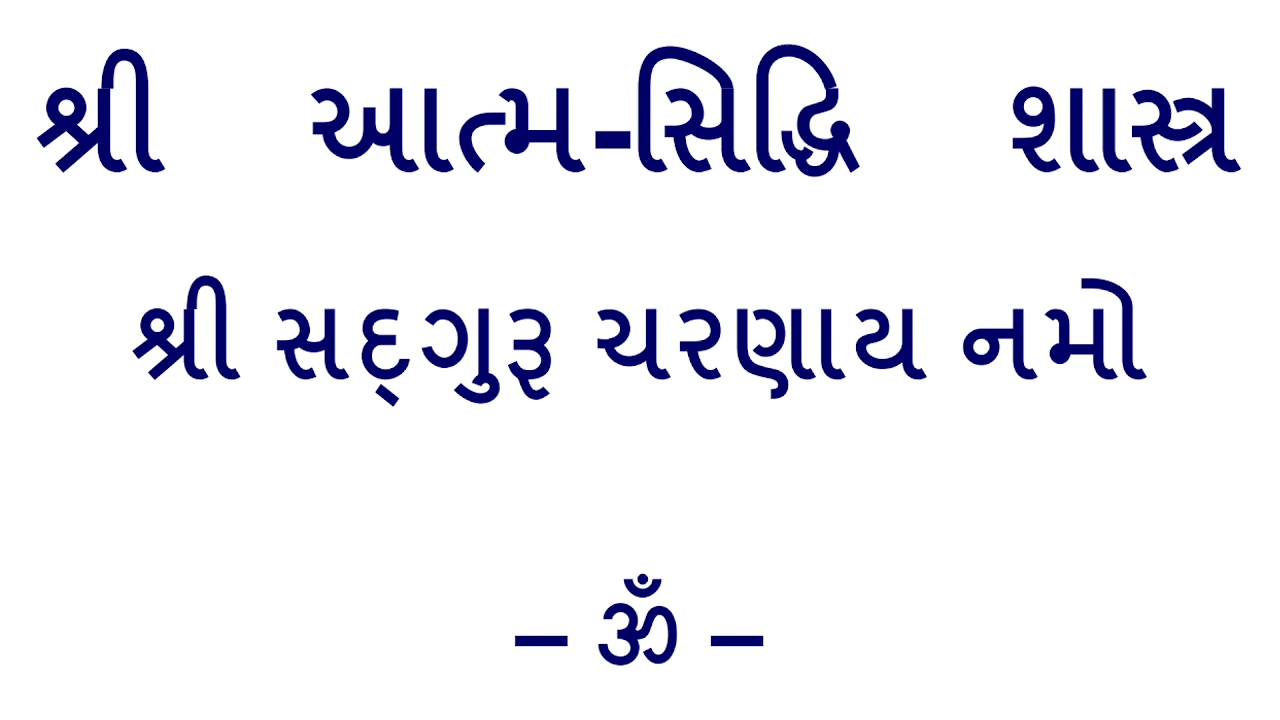 શ્રી આત્મ-સિદ્ધિ શાસ્ત્ર
શ્રી સદ્‌ગુરૂ ચરણાય નમો
– ૐ –